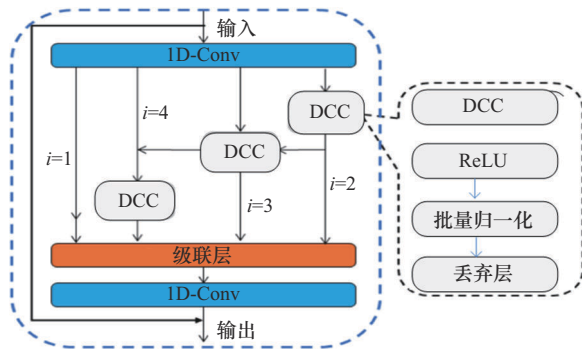 输入
1D-Conv
DCC
i=4
DCC
i=1
i=2
DCC
i=3
级联层
1D-Conv
输出
DCC
ReLU
批量归一化
丢弃层